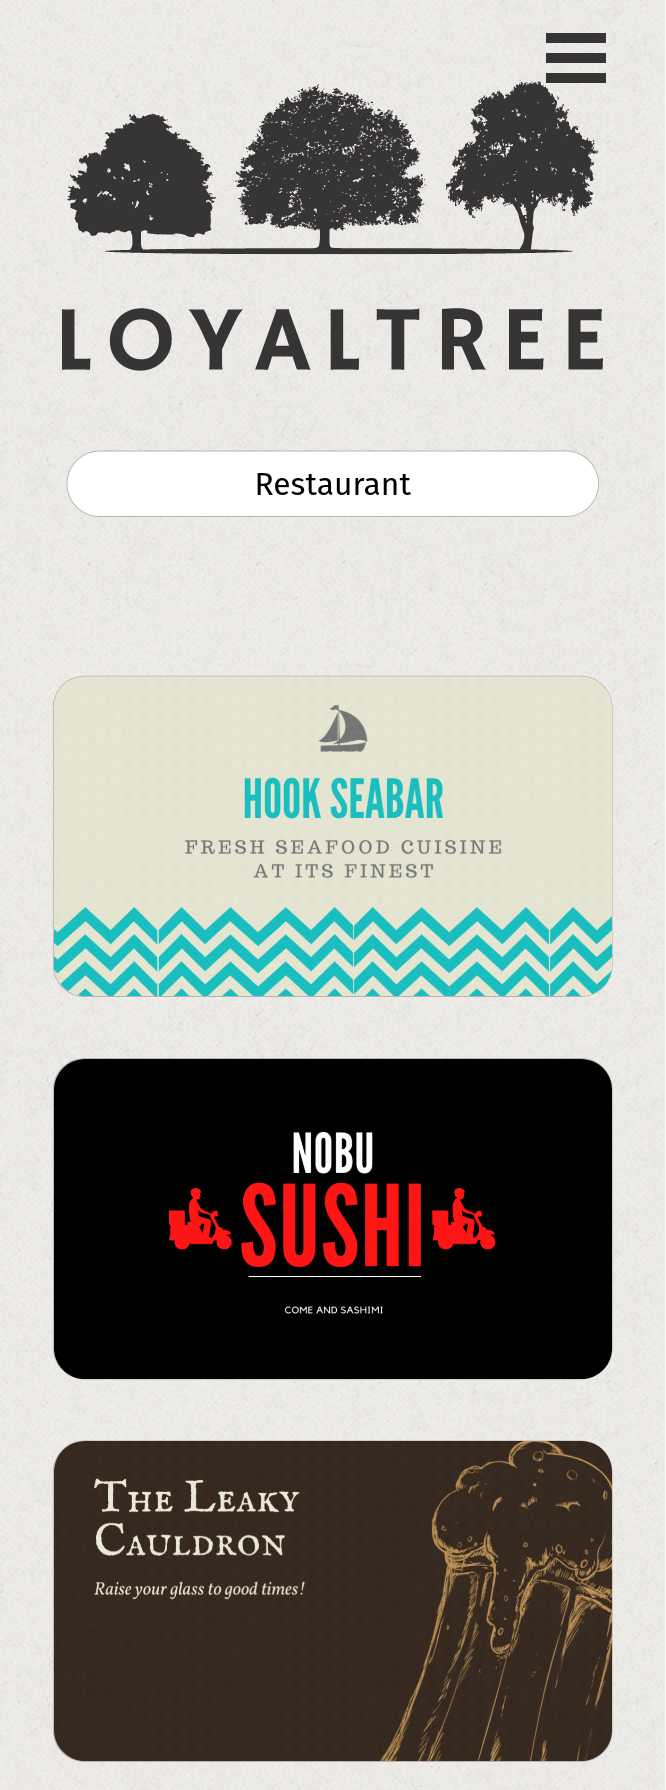 LOYALTREE
Restaurant
HOOK SEABAR
FRESH SEAFOOD CUISINE
AT ITS FINEST
NOBU
SUSHI
COME AND SASHIMI
The Leaky
Cauldron
Raise your glass to good times!